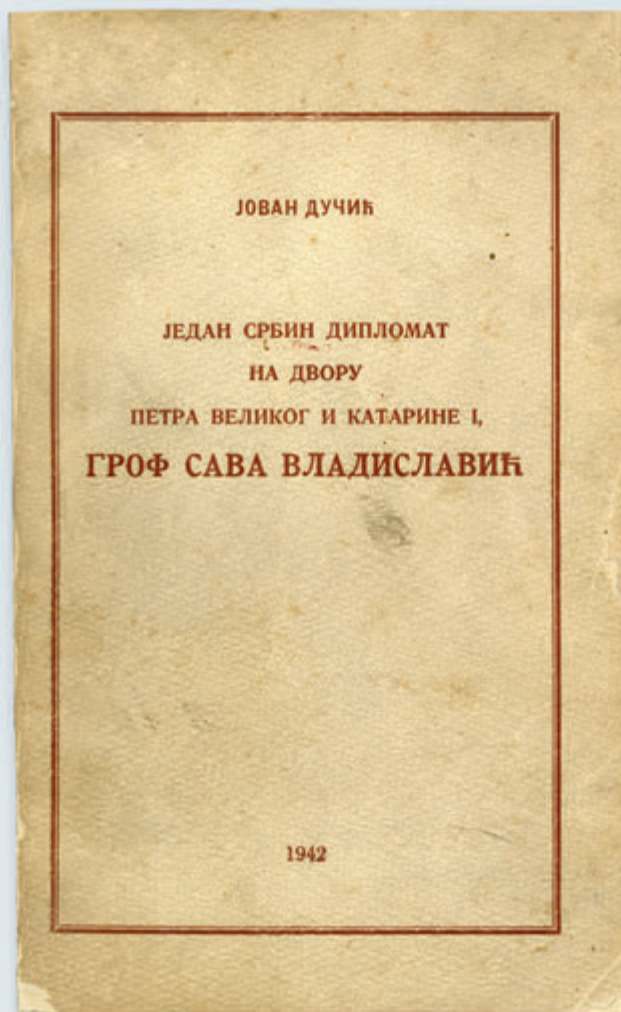 ЈОВАН ДУЧИЋ
ЈЕДАН СРБИН ДИПЛОМАТ
НА ДВОРУ
ПЕТРА ВЕЛИКОГ И КАТАРИНЕ I,
ГРОФ САВА ВЛАДИСЛАВИЋ
1942